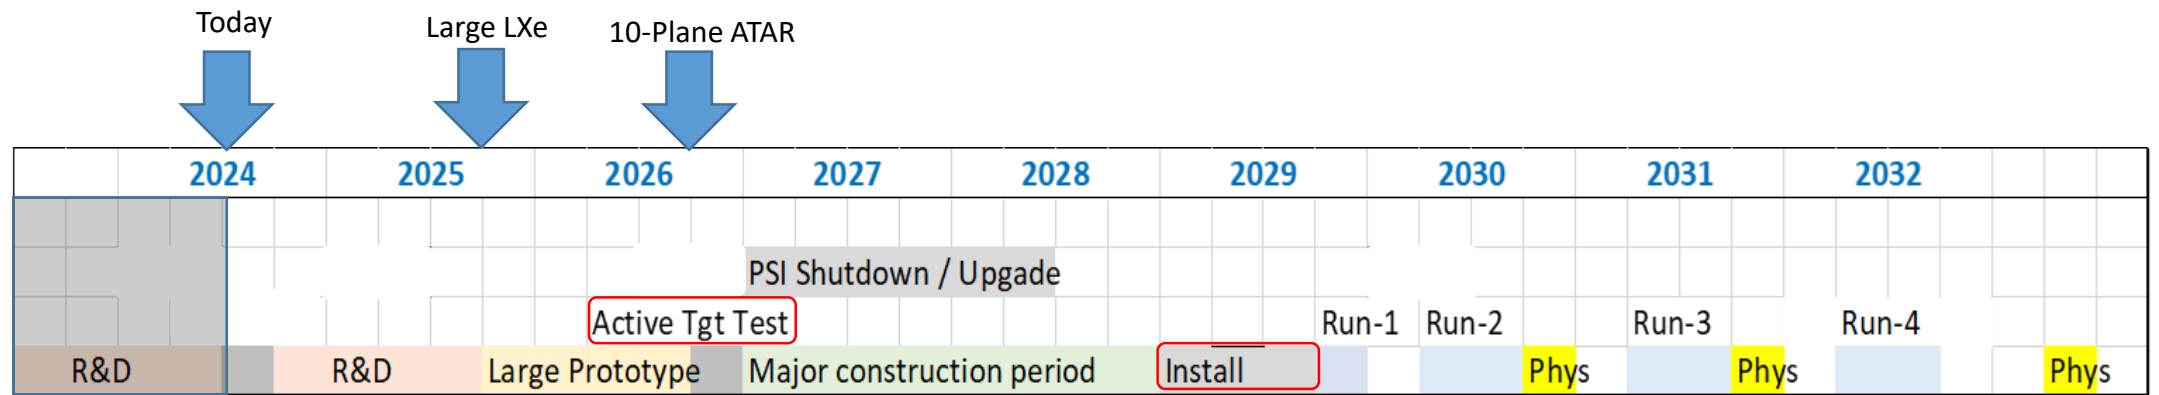 Today
Large LXe
10-Plane ATAR
2024 2025 2026 2027 2028 2029 2030 2031 2032
PSI Shutdown / Upgade
Active Tgt Test Run-1 Run-2 Run-3 Run-4
R&D R&D Large Prototype Major construction period Install Phys Phys Phys